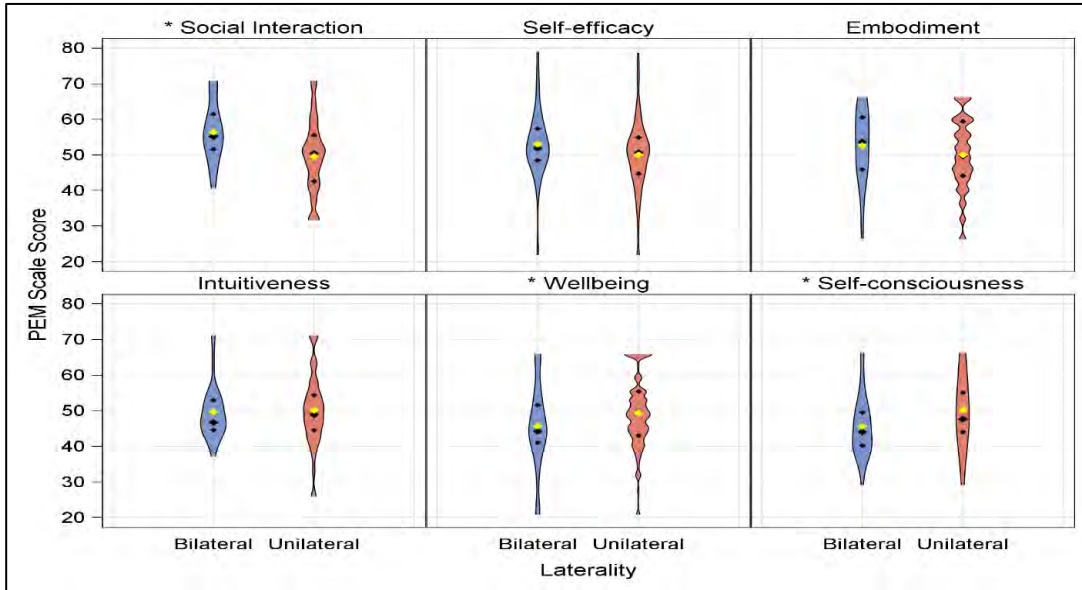 * Social Interaction
Self-efficacy
Embodiment
80
70
60
50
40
30
20
Intuitiveness
* Wellbeing
* Self-consciousness
80
70
60
50
40
30
20
PEM Scale Score
Bilateral Unilateral
Bilateral Unilateral
Bilateral Unilateral
Laterality